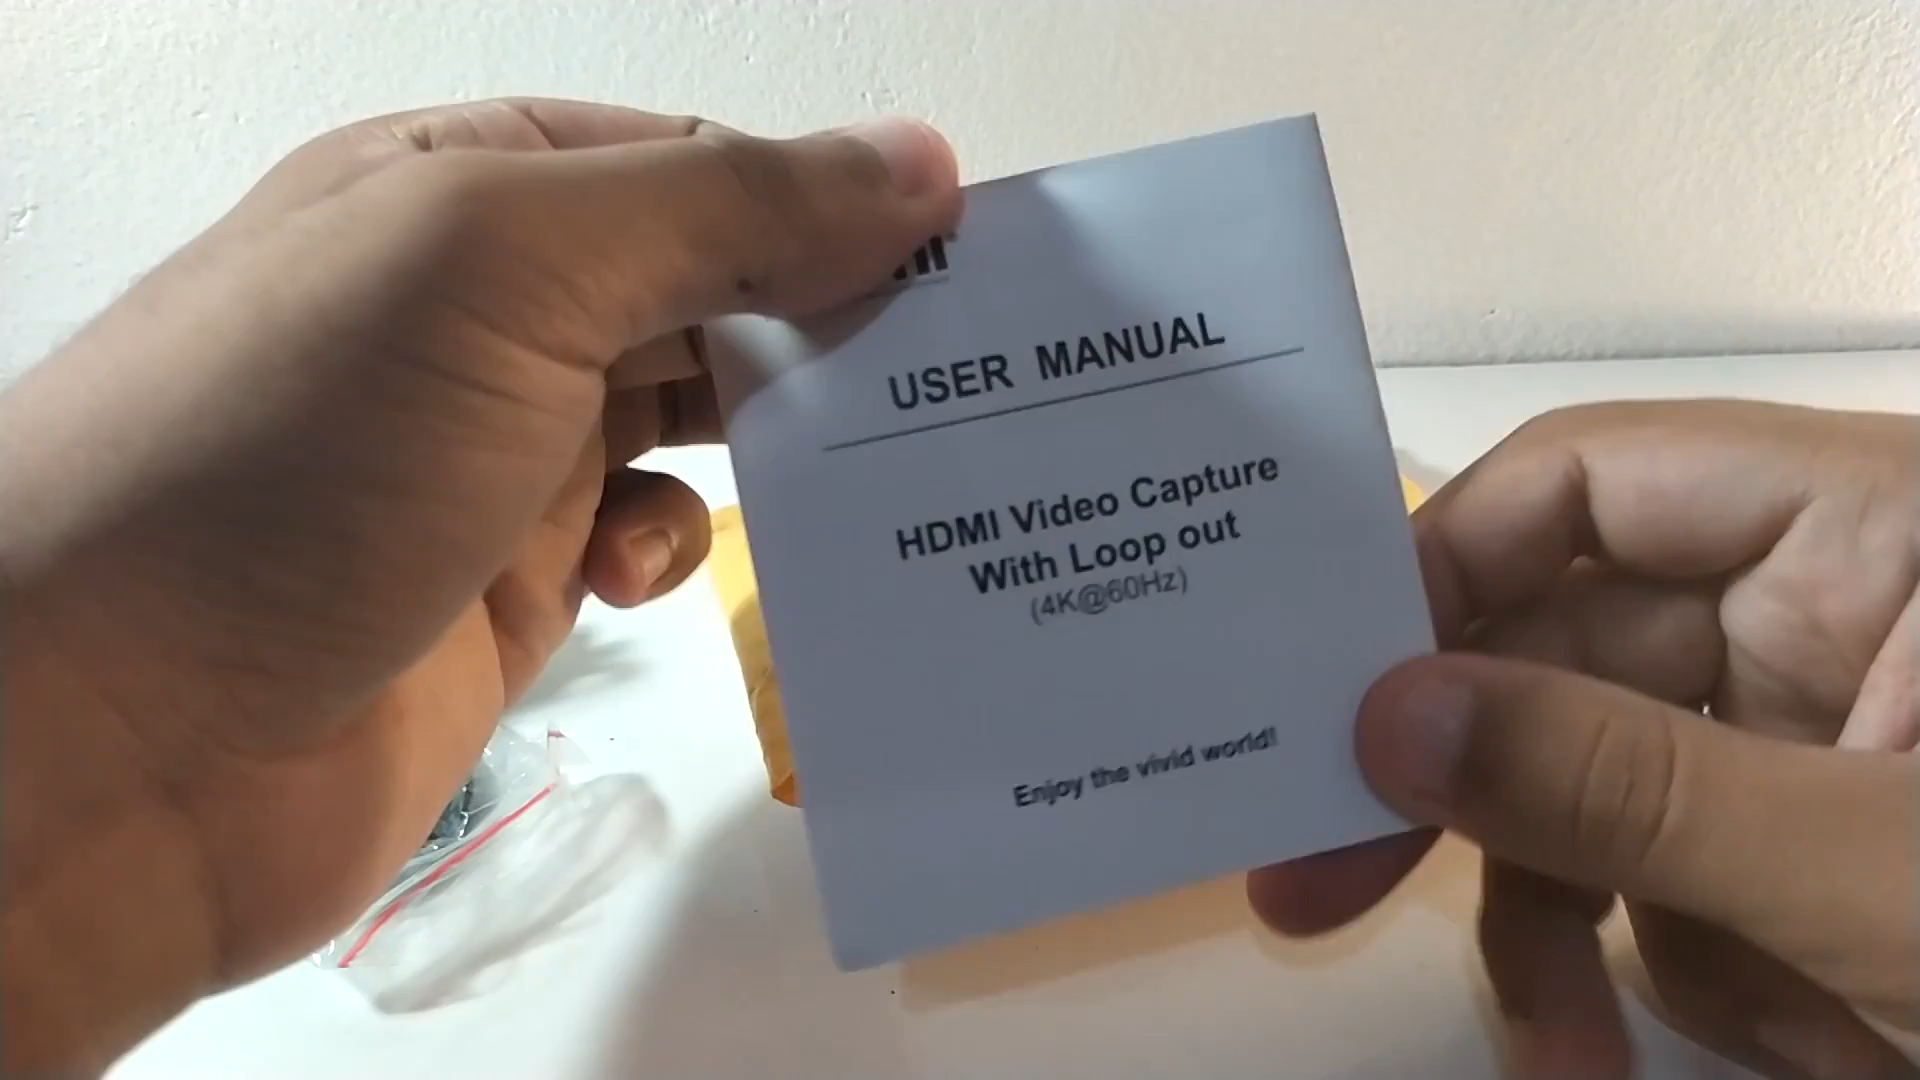 USER MANUAL
HDMI Video Capture
With Loop out
(4K@60Hz)
Enjoy the vivid world!